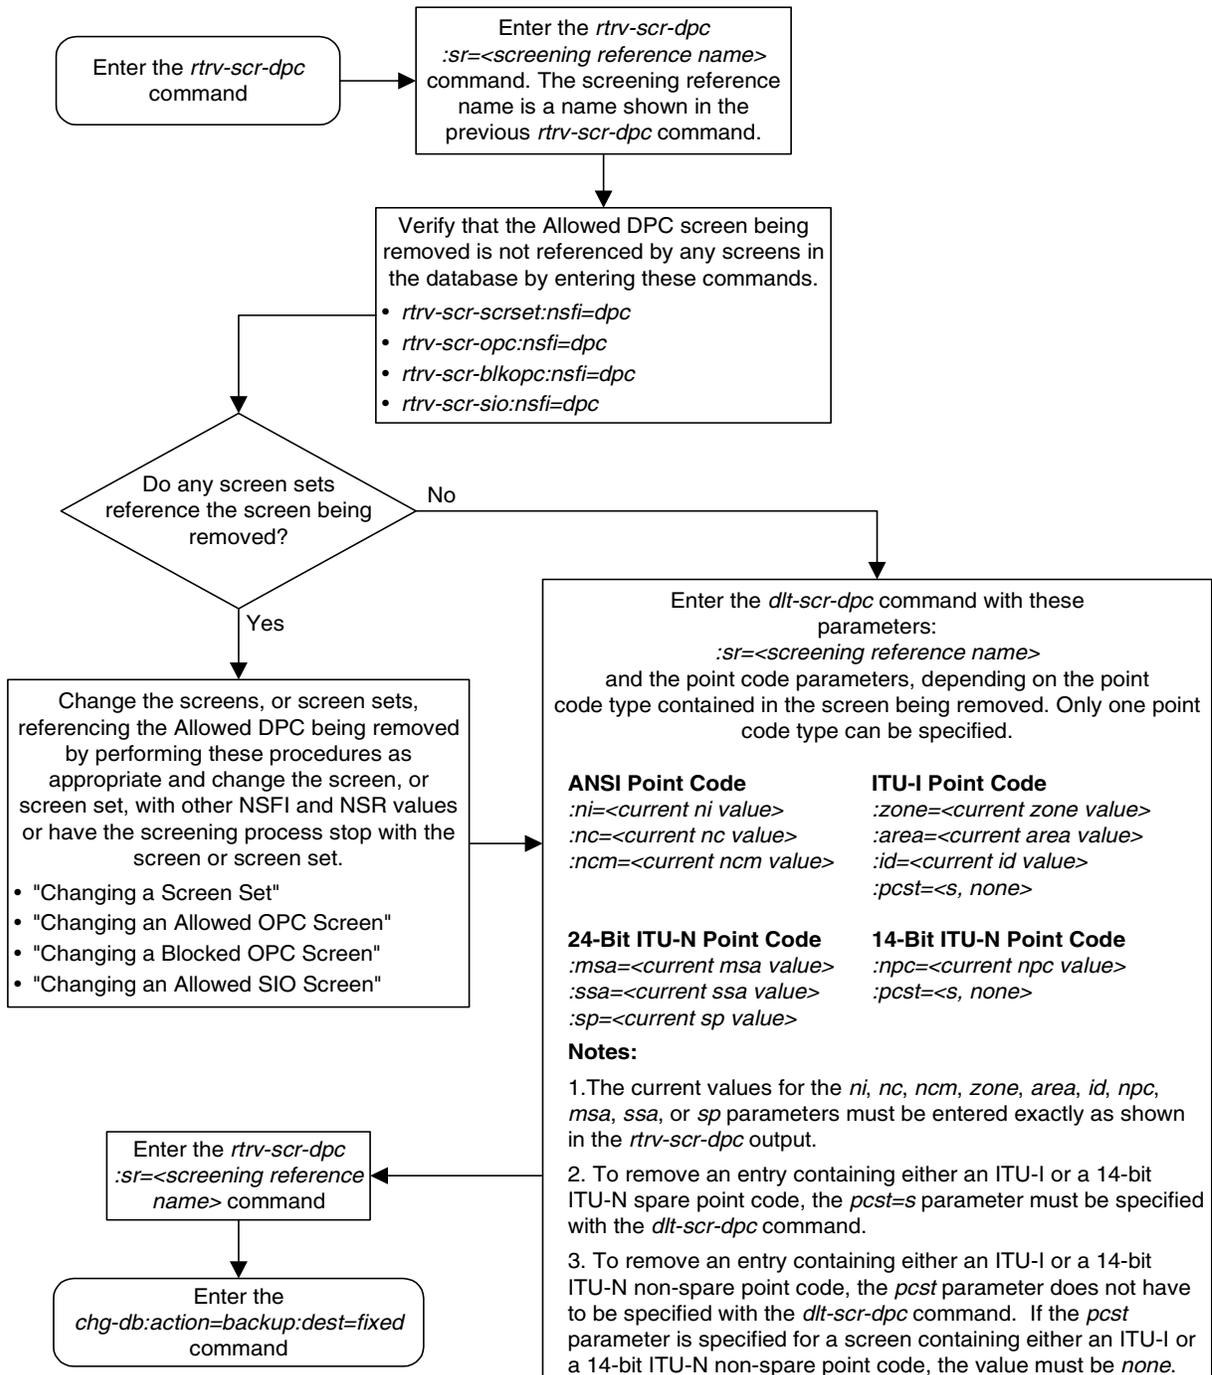 Enter the rtrv-scr-dpc
command
Enter the rtrv-scr-dpc
:sr=<screening reference name>
command. The screening reference
name is a name shown in the
previous rtrv-scr-dpc command.
Verify that the Allowed DPC screen being
removed is not referenced by any screens in
the database by entering these commands.
• rtrv-scr-scrset:nsfi=dpc
• rtrv-scr-opc:nsfi=dpc
• rtrv-scr-blkopc:nsfi=dpc
• rtrv-scr-sio:nsfi=dpc
Do any screen sets
reference the screen being
removed?
No
Yes
Change the screens, or screen sets,
referencing the Allowed DPC being removed
by performing these procedures as
appropriate and change the screen, or
screen set, with other NSFI and NSR values
or have the screening process stop with the
screen or screen set.
• "Changing a Screen Set"
• "Changing an Allowed OPC Screen"
• "Changing a Blocked OPC Screen"
• "Changing an Allowed SIO Screen"
Enter the dlt-scr-dpc command with these
parameters:
:sr=<screening reference name>
and the point code parameters, depending on the point
code type contained in the screen being removed. Only one point
code type can be specified.
ANSI Point Code
:ni=<current ni value>
:nc=<current nc value>
:ncm=<current ncm value>
ITU-I Point Code
:zone=<current zone value>
:area=<current area value>
:id=<current id value>
:pcst=<s, none>
24-Bit ITU-N Point Code
:msa=<current msa value>
:ssa=<current ssa value>
:sp=<current sp value>
14-Bit ITU-N Point Code
:npc=<current npc value>
:pcst=<s, none>
Notes:
1.The current values for the ni, nc, ncm, zone, area, id, npc,
msa, ssa, or sp parameters must be entered exactly as shown
in the rtrv-scr-dpc output.
2. To remove an entry containing either an ITU-I or a 14-bit
ITU-N spare point code, the pcst=s parameter must be specified
with the dlt-scr-dpc command.
3. To remove an entry containing either an ITU-I or a 14-bit
ITU-N non-spare point code, the pcst parameter does not have
to be specified with the dlt-scr-dpc command. If the pcst
parameter is specified for a screen containing either an ITU-I or
a 14-bit ITU-N non-spare point code, the value must be none.
Enter the rtrv-scr-dpc
:sr=<screening reference
name> command
Enter the
chg-db:action=backup:dest=fixed
command